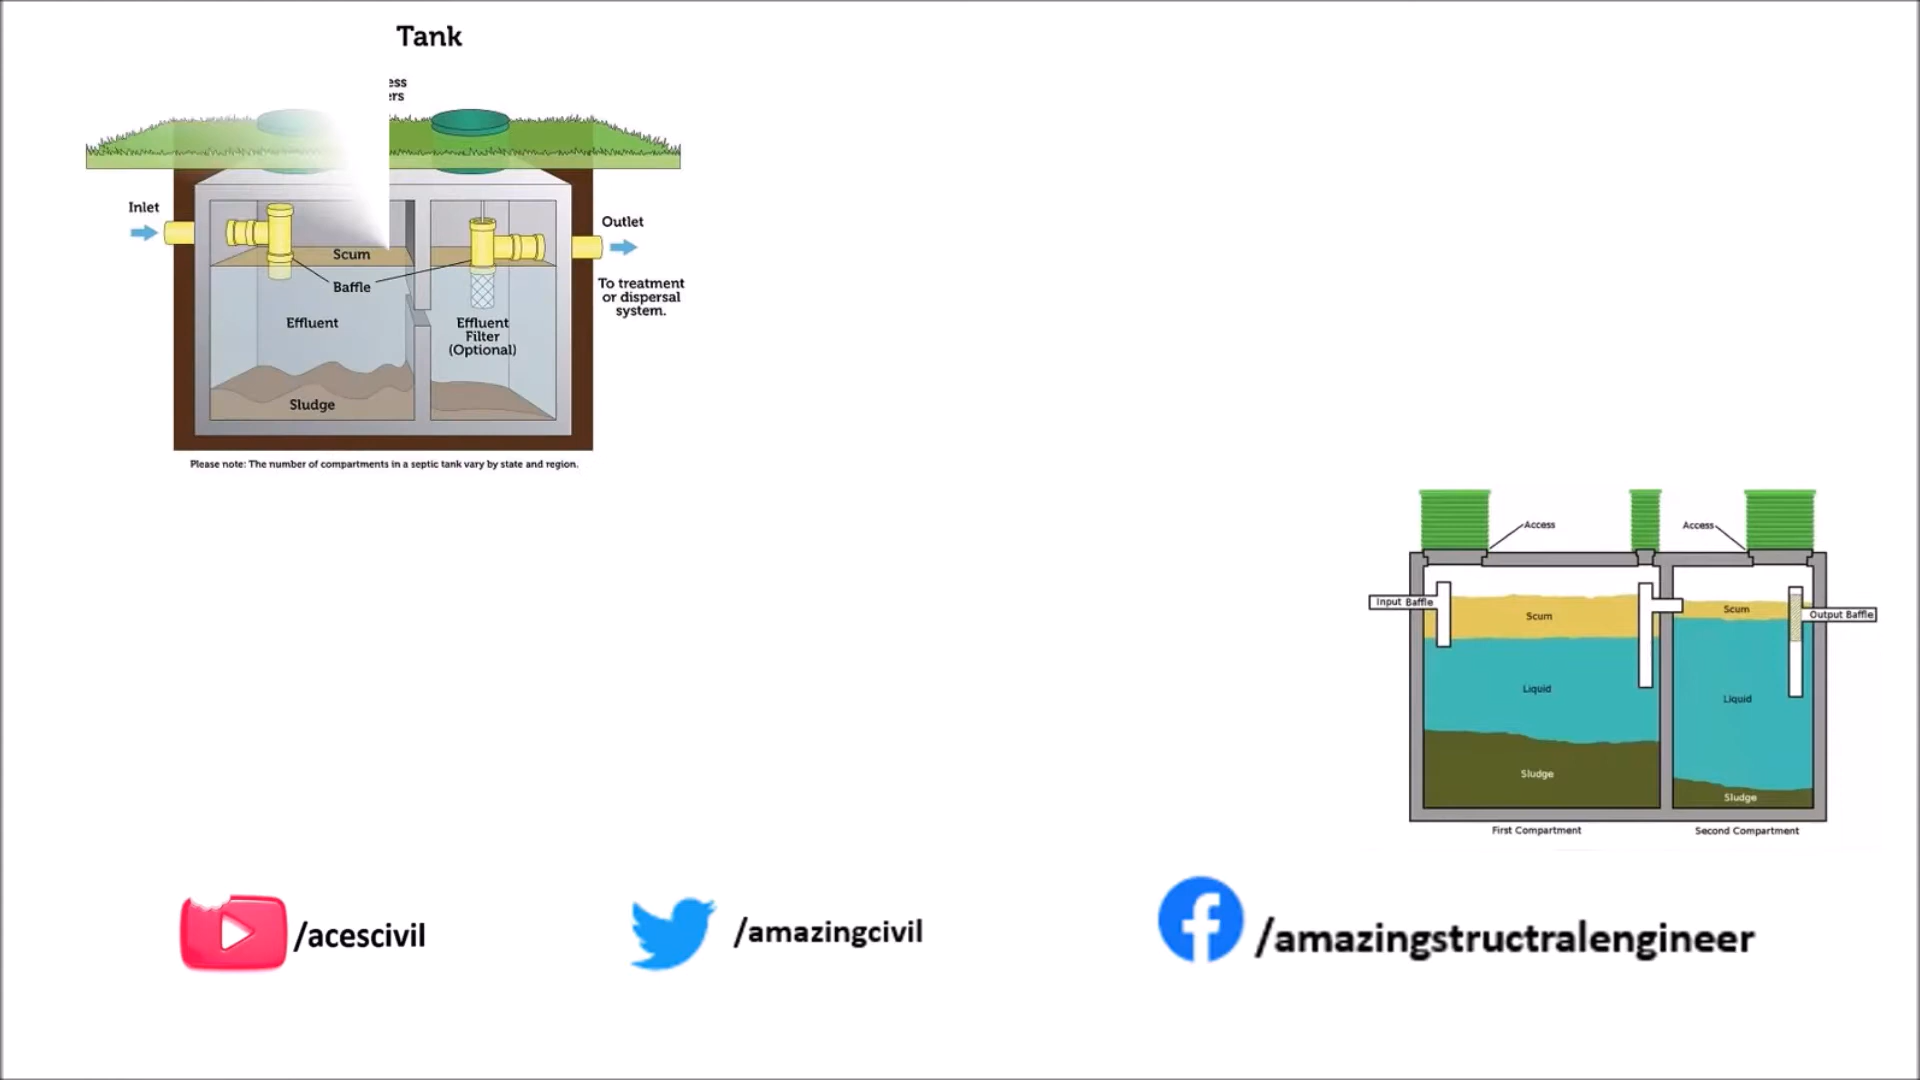 Tank
ess
ers
Inlet
Outlet
Scum
Baffle
To treatment
or dispersal
system.
Effluent
Effluent
Filter
(Optional)
Sludge
Please note: The number of compartments in a septic tank vary by state and region.
Access
Access
Input Baffle
Scum
Scum
Output Baffle
Liquid
Liquid
Sludge
Sludge
First Compartment
Second Compartment
/acescivil
/amazingcivil
/amazingstructralengineer